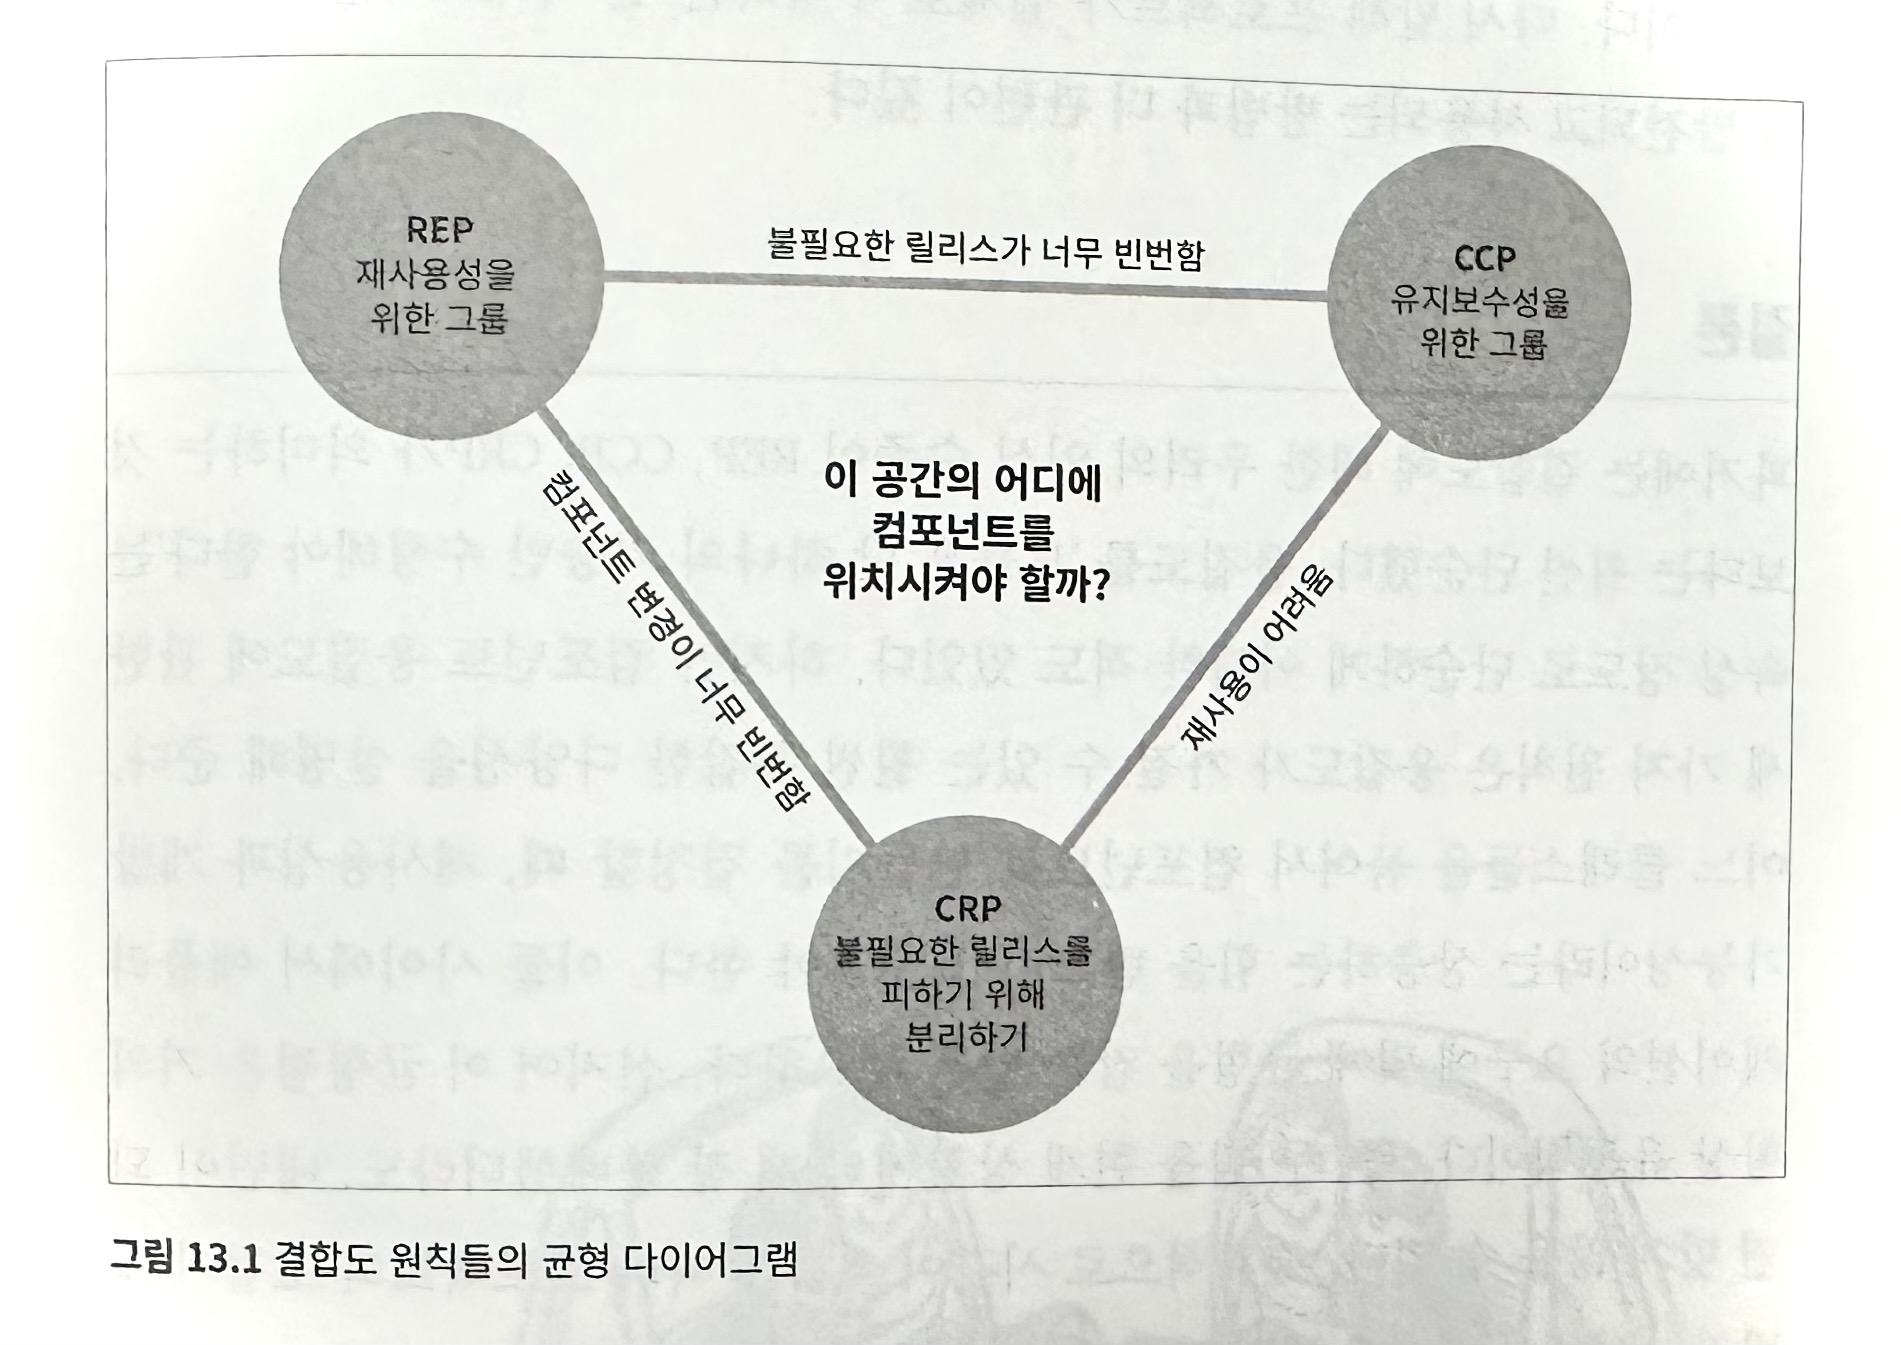 REP
재사용성을
위한 그룹
불필요한 릴리스가 너무 빈번함
CCP
유지보수성을
위한 그룹
이 공간의 어디에
컴포넌트를
위치시켜야 할까?
컴포넌트 변경이 너무 빈번함
재사용이 어려움
CRP
불필요한 릴리스를
피하기 위해
분리하기
그림 13.1 결합도 원칙들의 균형 다이어그램